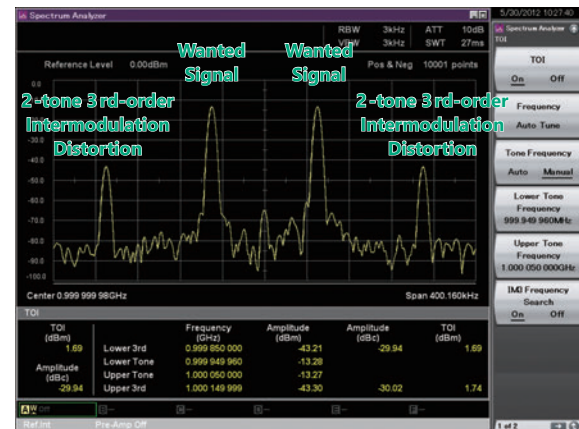 Spectrum Analyzer
5/30/2012 10:27:40
RBW 3kHz ATT 10dB
VBW 3kHz SWT 27ms
Reference Level 0.00dBm
Pos & Neg 10001 points
Wanted Signal
Wanted Signal
2-tone 3rd-order
Intermodulation
Distortion
2-tone 3rd-order
Intermodulation
Distortion
0.0
-30.0
-40.0
-50.0
-60.0
-70.0
-80.0
-90.0
-100.0
Center 0.999 999 98GHz
Span 400.160kHz
TOI
TOI (dBm) Frequency (GHz) Amplitude (dBm) Amplitude (dBc) TOI (dBm)
1.69 Lower 3rd 0.999 850 000 -43.21 -29.94 1.69
Lower Tone 0.999 949 960 -13.28
Amplitude (dBc)
Upper Tone 1.000 050 000 -13.27
-29.94 Upper 3rd 1.000 149 999 -43.30 -30.02 1.74
Ref.Int Pre-Amp Off
Spectrum Analyzer
TOI
TOI
On Off
Frequency
Auto Tune
Tone Frequency
Auto Manual
Lower Tone
Frequency
999.949 960MHz
Upper Tone
Frequency
1.000 050 000GHz
IMD Frequency
Search
On Off
1 of 2